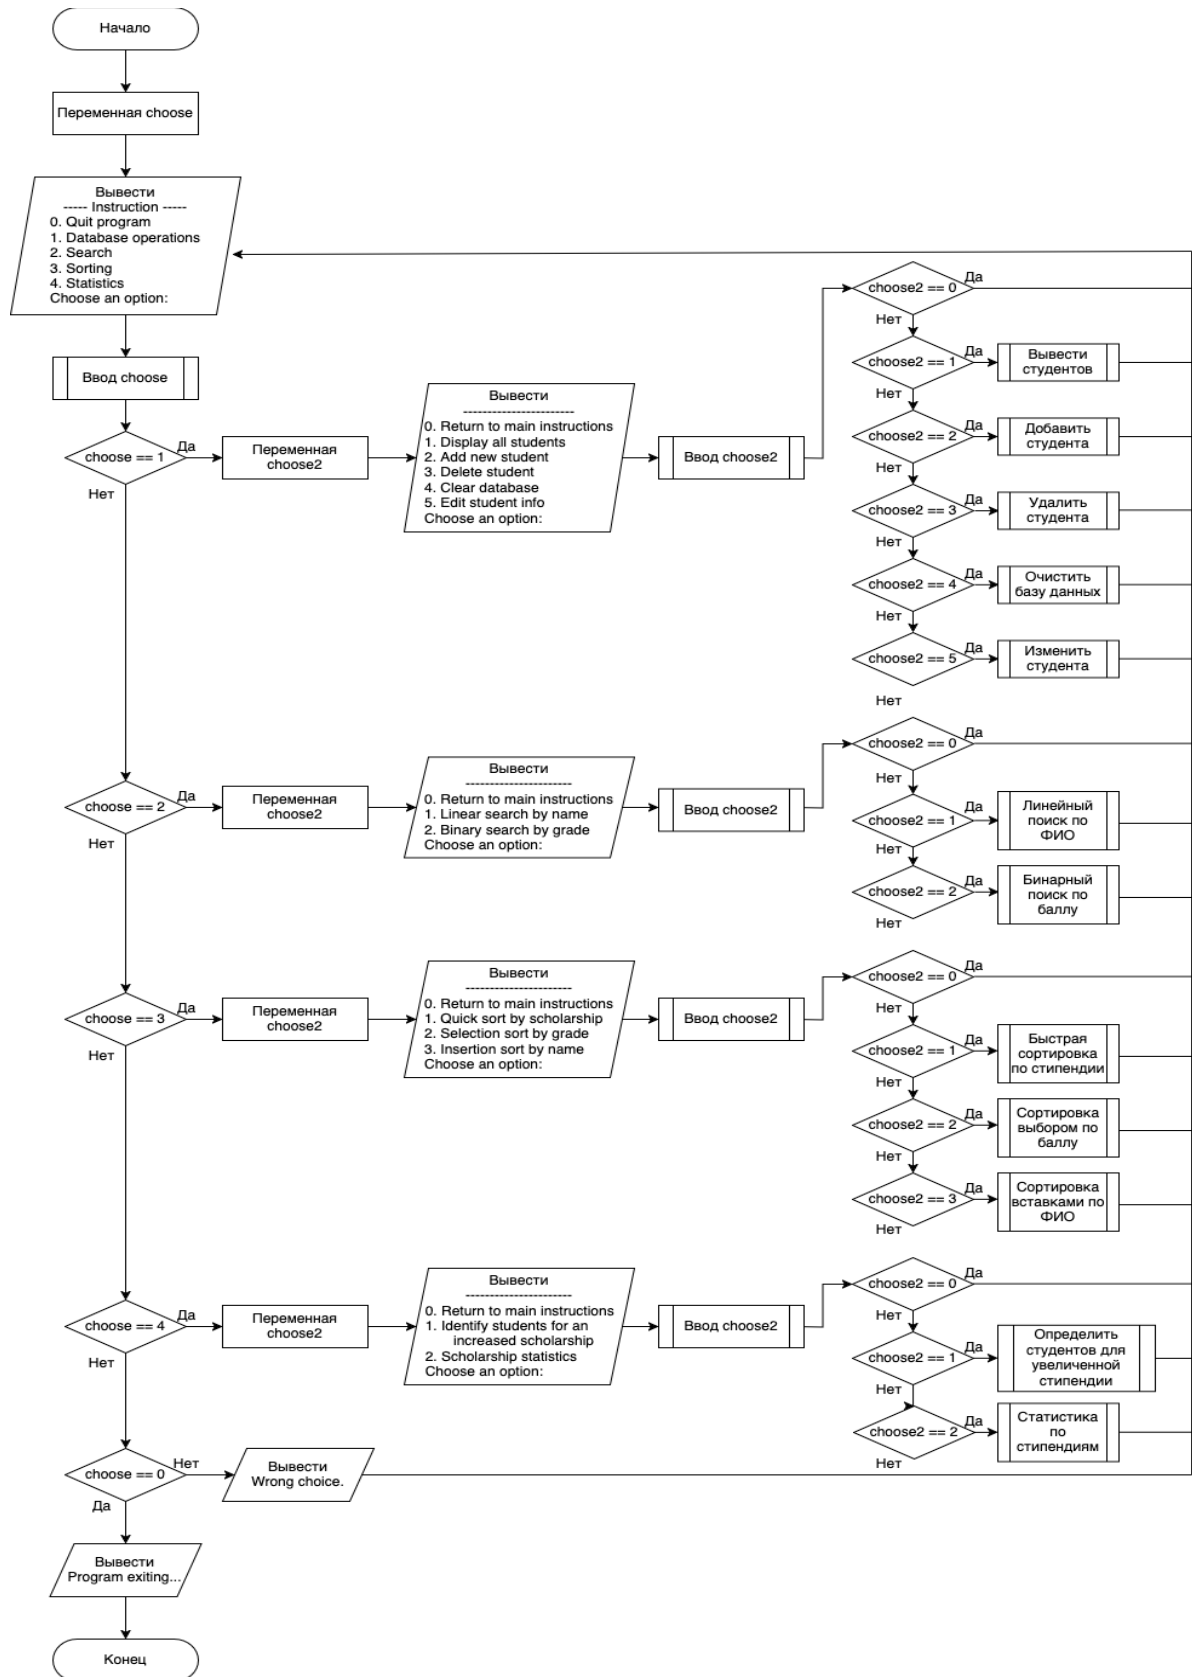 Начало
Переменная choose
Вывести
----- Instruction -----
0. Quit program
1. Database operations
2. Search
3. Sorting
4. Statistics
Choose an option:
Ввод choose
choose == 1
Да
Нет
Переменная
choose2
Вывести
-----------------------
0. Return to main instructions
1. Display all students
2. Add new student
3. Delete student
4. Clear database
5. Edit student info
Choose an option:
Ввод choose2
choose2 == 0
Да
Нет
choose2 == 1
Да
Нет
Вывести
студентов
choose2 == 2
Да
Нет
Добавить
студента
choose2 == 3
Да
Нет
Удалить
студента
choose2 == 4
Да
Нет
Очистить
базу данных
choose2 == 5
Да
Нет
Изменить
студента
choose == 2
Да
Нет
Переменная
choose2
Вывести
-----------------------
0. Return to main instructions
1. Linear search by name
2. Binary search by grade
Choose an option:
Ввод choose2
choose2 == 0
Да
Нет
choose2 == 1
Да
Нет
Линейный
поиск по
ФИО
choose2 == 2
Да
Нет
Бинарный
поиск по
баллу
choose == 3
Да
Нет
Переменная
choose2
Вывести
-----------------------
0. Return to main instructions
1. Quick sort by scholarship
2. Selection sort by grade
3. Insertion sort by name
Choose an option:
Ввод choose2
choose2 == 0
Да
Нет
choose2 == 1
Да
Нет
Быстрая
сортировка
по стипендии
choose2 == 2
Да
Нет
Сортировка
выбором по
баллу
choose2 == 3
Да
Нет
Сортировка
вставками по
ФИО
choose == 4
Да
Нет
Переменная
choose2
Вывести
-----------------------
0. Return to main instructions
1. Identify students for an
increased scholarship
2. Scholarship statistics
Choose an option:
Ввод choose2
choose2 == 0
Да
Нет
choose2 == 1
Да
Нет
Определить
студентов для
увеличенной
стипендии
choose2 == 2
Да
Нет
Статистика
по
стипендиям
choose == 0
Нет
Да
Вывести
Wrong choice.
Вывести
Program exiting...
Конец